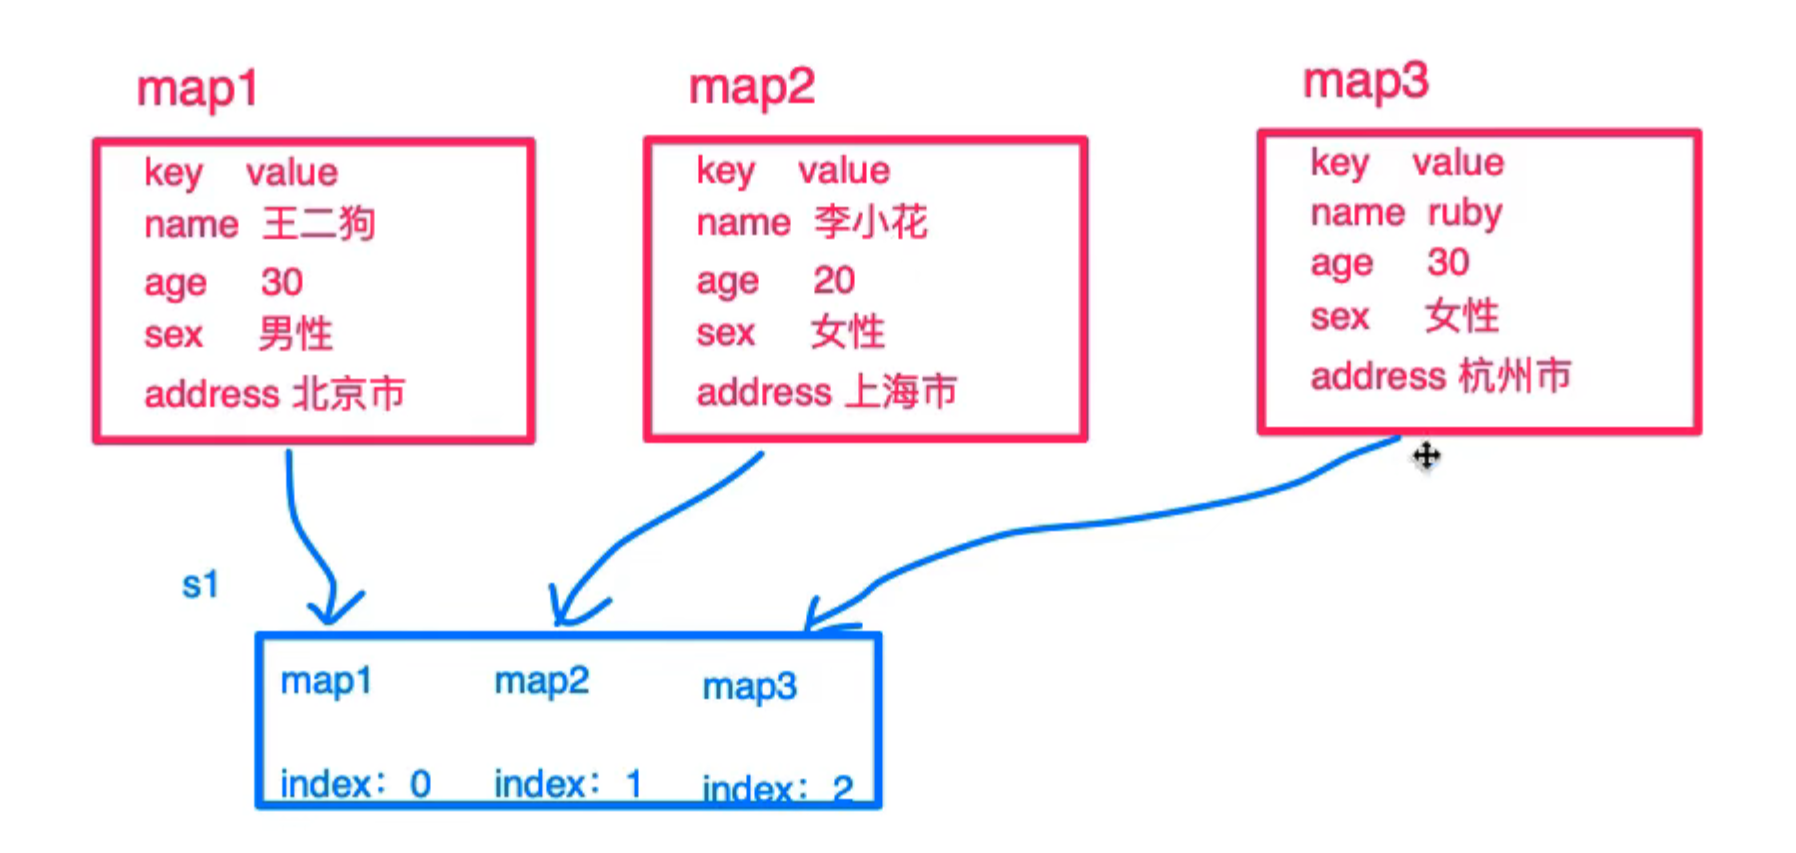 map1
key value
name 王二狗
age 30
sex 男性
address 北京市
map2
key value
name 李小花
age 20
sex 女性
address 上海市
map3
key value
name ruby
age 30
sex 女性
address 杭州市
s1
map1 map2 map3
index：0 index：1 index：2